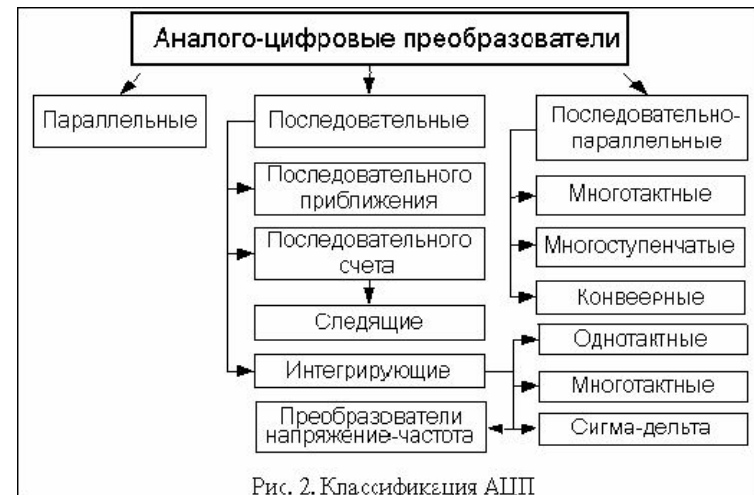 Аналого-цифровые преобразователи
Параллельные
Последовательные
Последовательно-
параллельные
Последовательного
приближения
Последовательного
счета
Следящие
Интегрирующие
Преобразователи
напряжение-частота
Многотактные
Многоступенчатые
Конвеерные
Однотактные
Многотактные
Сигма-дельта
Рис. 2. Классификация АЦП